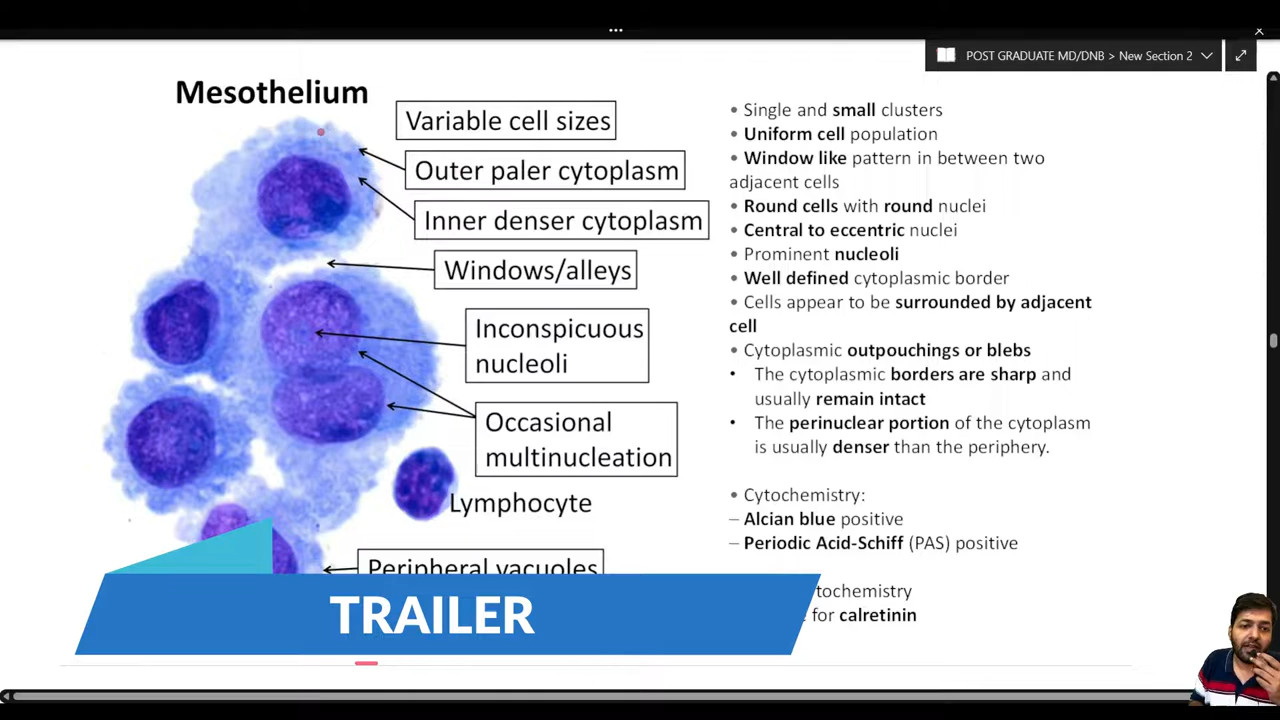 POST GRADUATE MD/DNB > New Section 2
Mesothelium
Variable cell sizes
Outer paler cytoplasm
Inner denser cytoplasm
Windows/alleys
Inconspicuous
nucleoli
Occasional
multinucleation
Lymphocyte
Peripheral vacuoles
• Single and small clusters
• Uniform cell population
• Window like pattern in between two
adjacent cells
• Round cells with round nuclei
• Central to eccentric nuclei
• Prominent nucleoli
• Well defined cytoplasmic border
• Cells appear to be surrounded by adjacent
cell
• Cytoplasmic outpouchings or blebs
• The cytoplasmic borders are sharp and
usually remain intact
• The perinuclear portion of the cytoplasm
is usually denser than the periphery.
• Cytochemistry:
– Alcian blue positive
– Periodic Acid-Schiff (PAS) positive
tochemistry
for calretinin
TRAILER